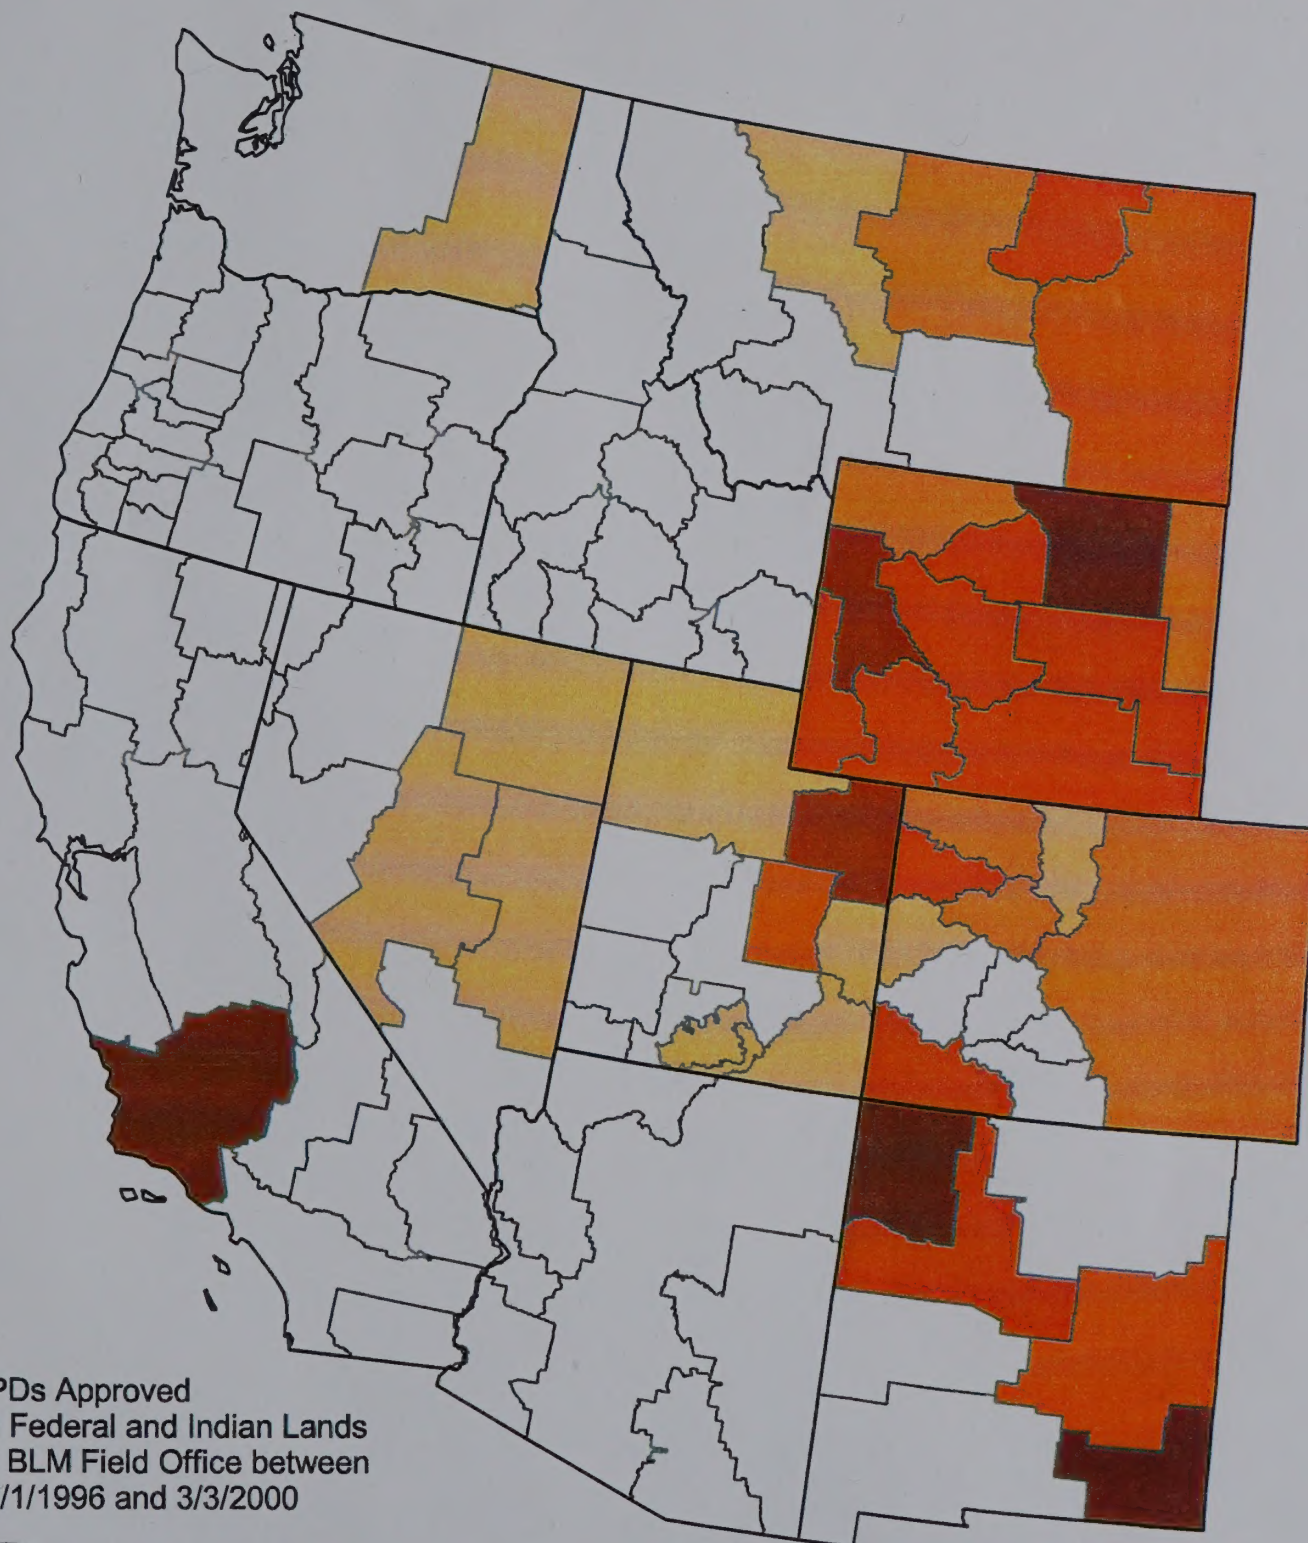 PDs Approved
Federal and Indian Lands
BLM Field Office between
/1/1996 and 3/3/2000